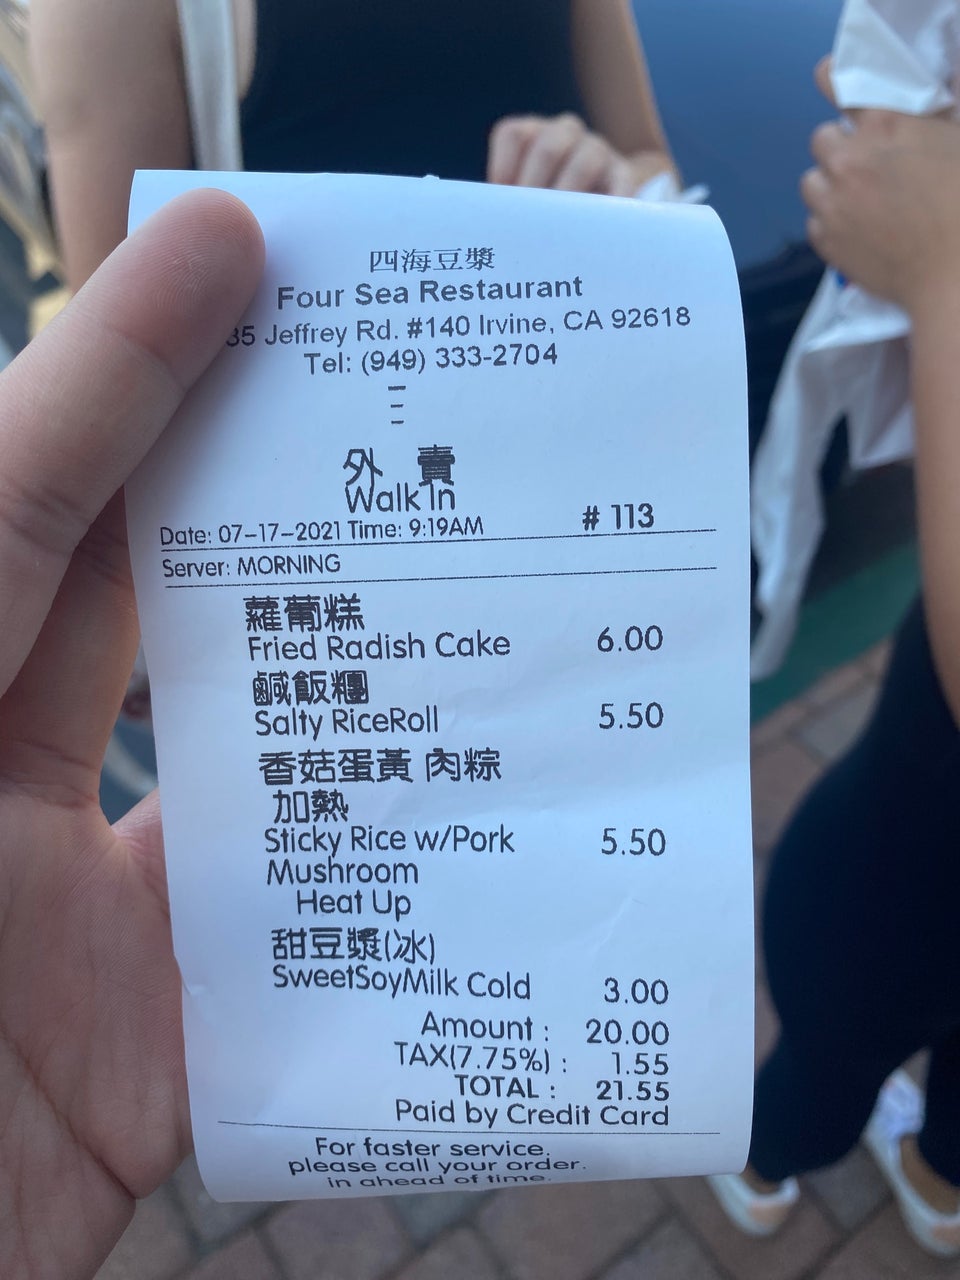 四海豆漿
Four Sea Restaurant
35 Jeffrey Rd. #140 Irvine, CA 92618
Tel: (949) 333-2704
外 賣
Walk In
Date: 07-17-2021 Time: 9:19AM # 113
Server: MORNING
蘿蔔糕
Fried Radish Cake 6.00
鹹飯糰
Salty RiceRoll 5.50
香菇蛋黃 肉粽
加熱
Sticky Rice w/Pork 5.50
Mushroom
Heat Up
甜豆漿(冰)
SweetSoyMilk Cold 3.00
Amount : 20.00
TAX(7.75%) : 1.55
TOTAL : 21.55
Paid by Credit Card
For faster service.
please call your order.
in ahead of time.